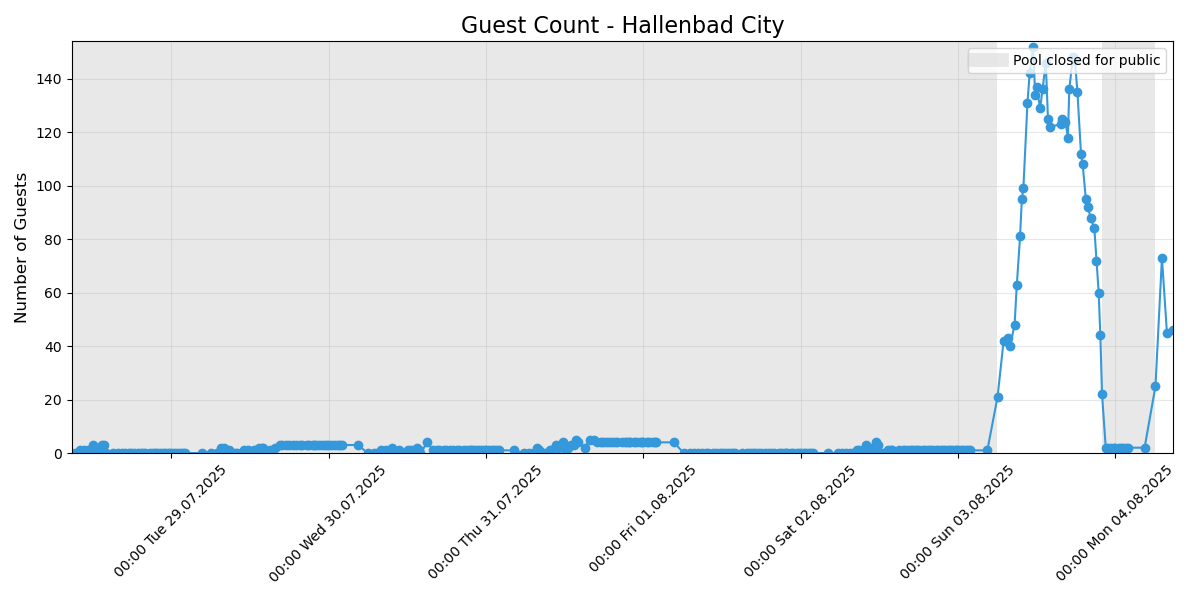 Guest Count - Hallenbad City
Pool closed for public
Number of Guests
140
120
100
80
60
40
20
0
00:00 Tue 29.07.2025
00:00 Wed 30.07.2025
00:00 Thu 31.07.2025
00:00 Fri 01.08.2025
00:00 Sat 02.08.2025
00:00 Sun 03.08.2025
00:00 Mon 04.08.2025